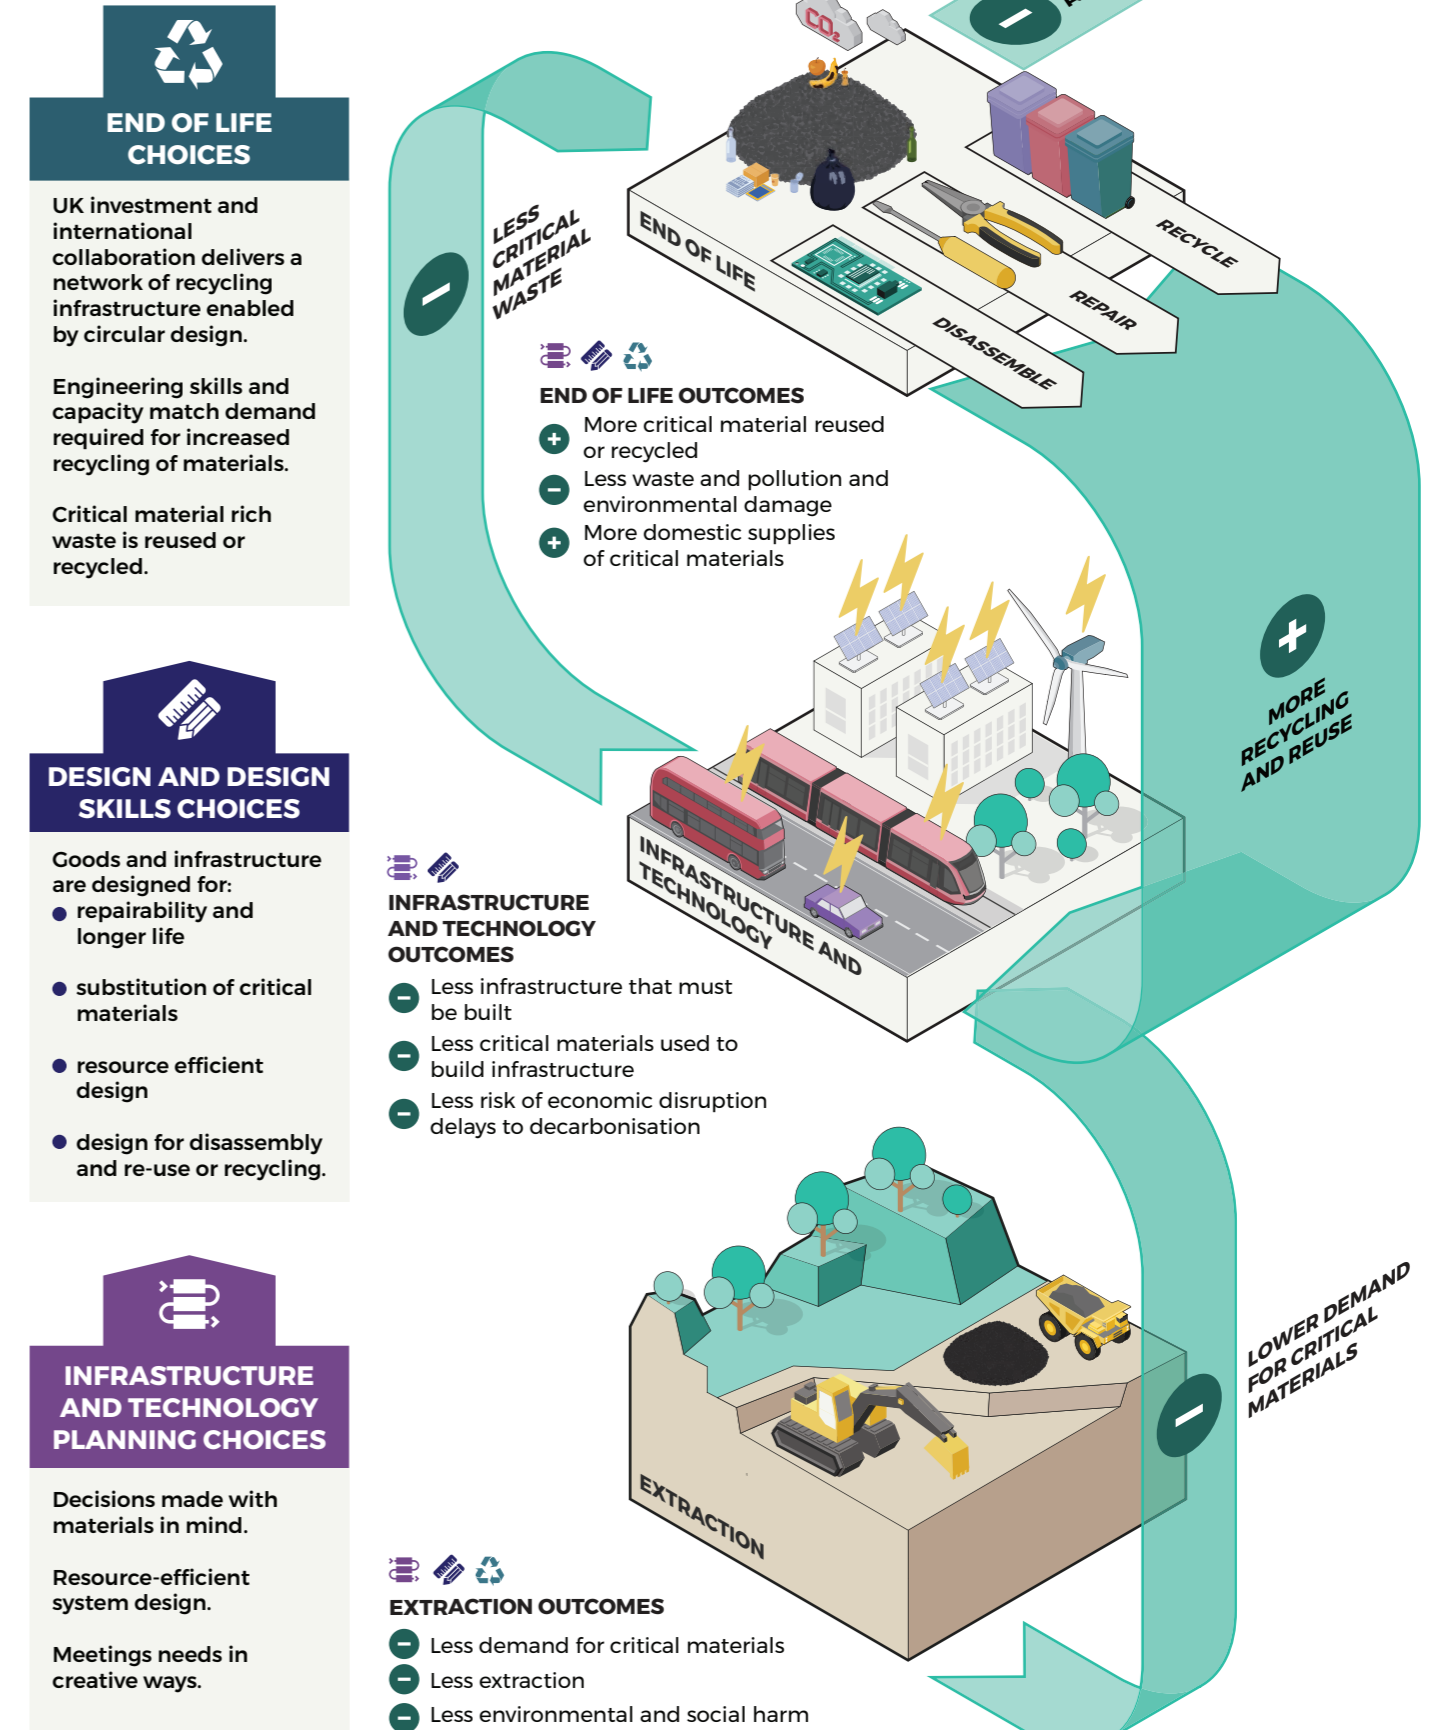 END OF LIFE
CHOICES
UK investment and
international
collaboration delivers a
network of recycling
infrastructure enabled
by circular design.
Engineering skills and
capacity match demand
required for increased
recycling of materials.
Critical material rich
waste is reused or
recycled.
DESIGN AND DESIGN
SKILLS CHOICES
Goods and infrastructure
are designed for:
repairability and
longer life
substitution of critical
materials
resource efficient
design
design for disassembly
and re-use or recycling.
INFRASTRUCTURE
AND TECHNOLOGY
PLANNING CHOICES
Decisions made with
materials in mind.
Resource-efficient
system design.
Meetings needs in
creative ways.
CO₂
LESS
CRITICAL
MATERIAL
WASTE
END OF LIFE
RECYCLE
REPAIR
DISASSEMBLE
END OF LIFE OUTCOMES
+ More critical material reused
or recycled
− Less waste and pollution and
environmental damage
+ More domestic supplies
of critical materials
+
MORE
RECYCLING
AND REUSE
INFRASTRUCTURE AND
TECHNOLOGY
INFRASTRUCTURE
AND TECHNOLOGY
OUTCOMES
− Less infrastructure that must
be built
− Less critical materials used to
build infrastructure
− Less risk of economic disruption
delays to decarbonisation
LOWER DEMAND
FOR CRITICAL
MATERIALS
EXTRACTION
EXTRACTION OUTCOMES
− Less demand for critical materials
− Less extraction
− Less environmental and social harm